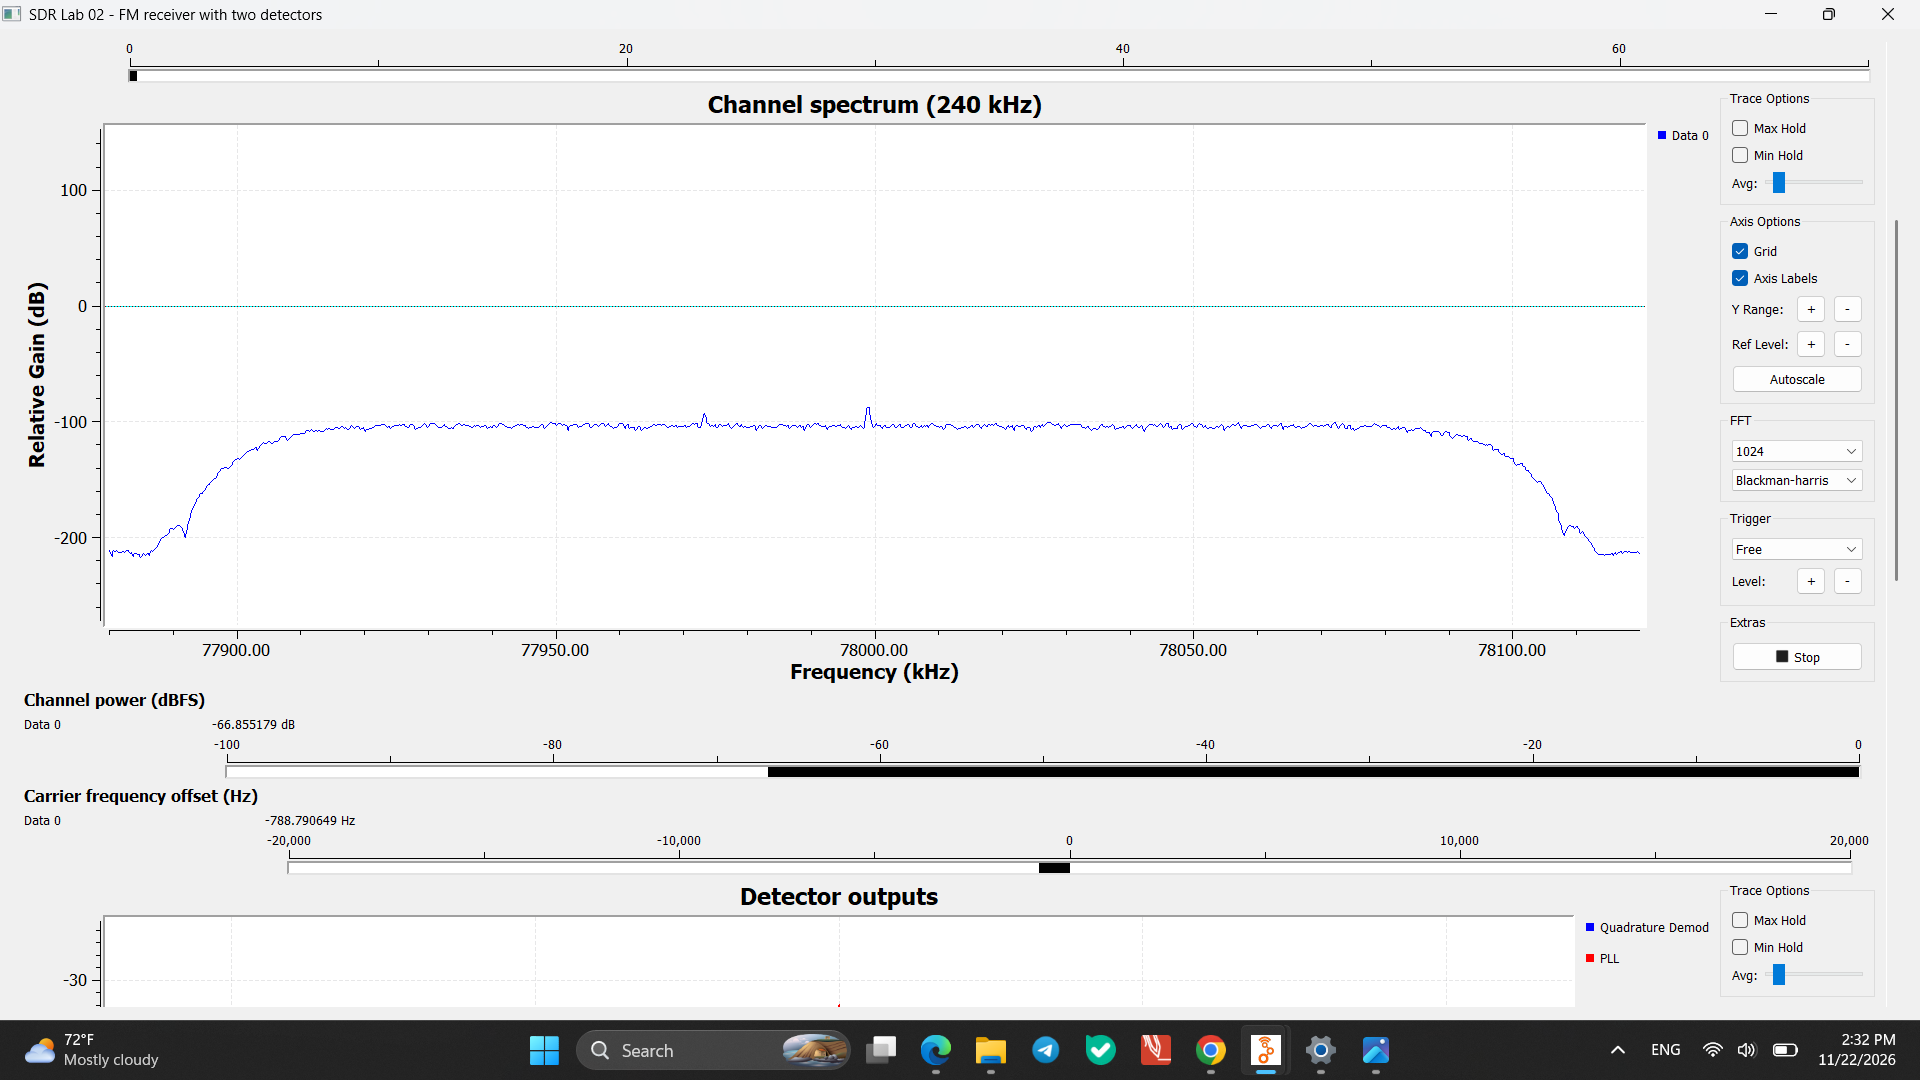 SDR Lab 02 - FM receiver with two detectors
0 20 40 60
Channel spectrum (240 kHz)
Data 0
Relative Gain (dB)
100
0
-100
-200
77900.00 77950.00 78000.00 78050.00 78100.00
Frequency (kHz)
Trace Options
Max Hold
Min Hold
Avg:
Axis Options
Grid
Axis Labels
Y Range: + -
Ref Level: + -
Autoscale
FFT
1024
Blackman-harris
Trigger
Free
Level: + -
Extras
Stop
Channel power (dBFS)
Data 0 -66.855179 dB
-100 -80 -60 -40 -20 0
Carrier frequency offset (Hz)
Data 0 -788.790649 Hz
-20,000 -10,000 0 10,000 20,000
Detector outputs
-30
Quadrature Demod
PLL
Trace Options
Max Hold
Min Hold
Avg:
72°F
Mostly cloudy
Search
ENG
2:32 PM
11/22/2026